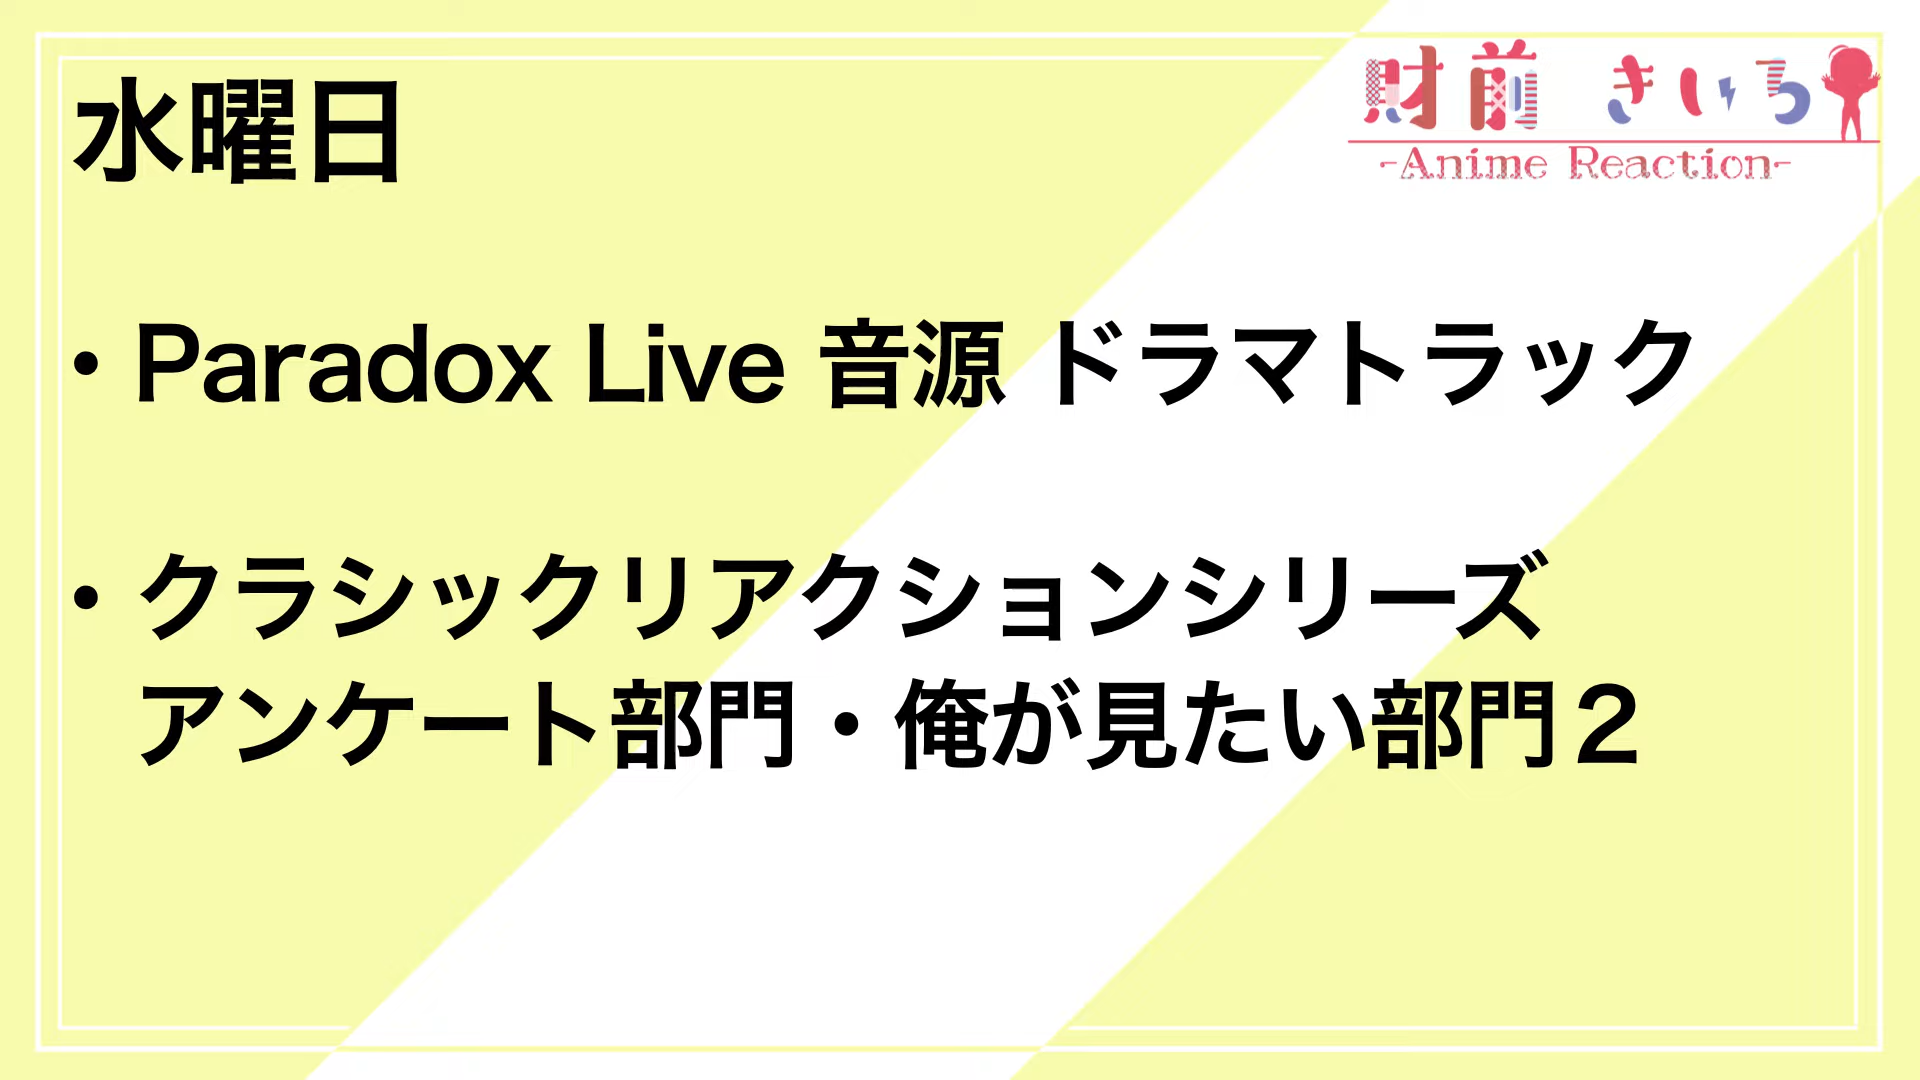 水曜日
財前 きいろ
-Anime Reaction-
・Paradox Live 音源 ドラマトラック
・クラシックリアクションシリーズ
アンケート部門・俺が見たい部門２